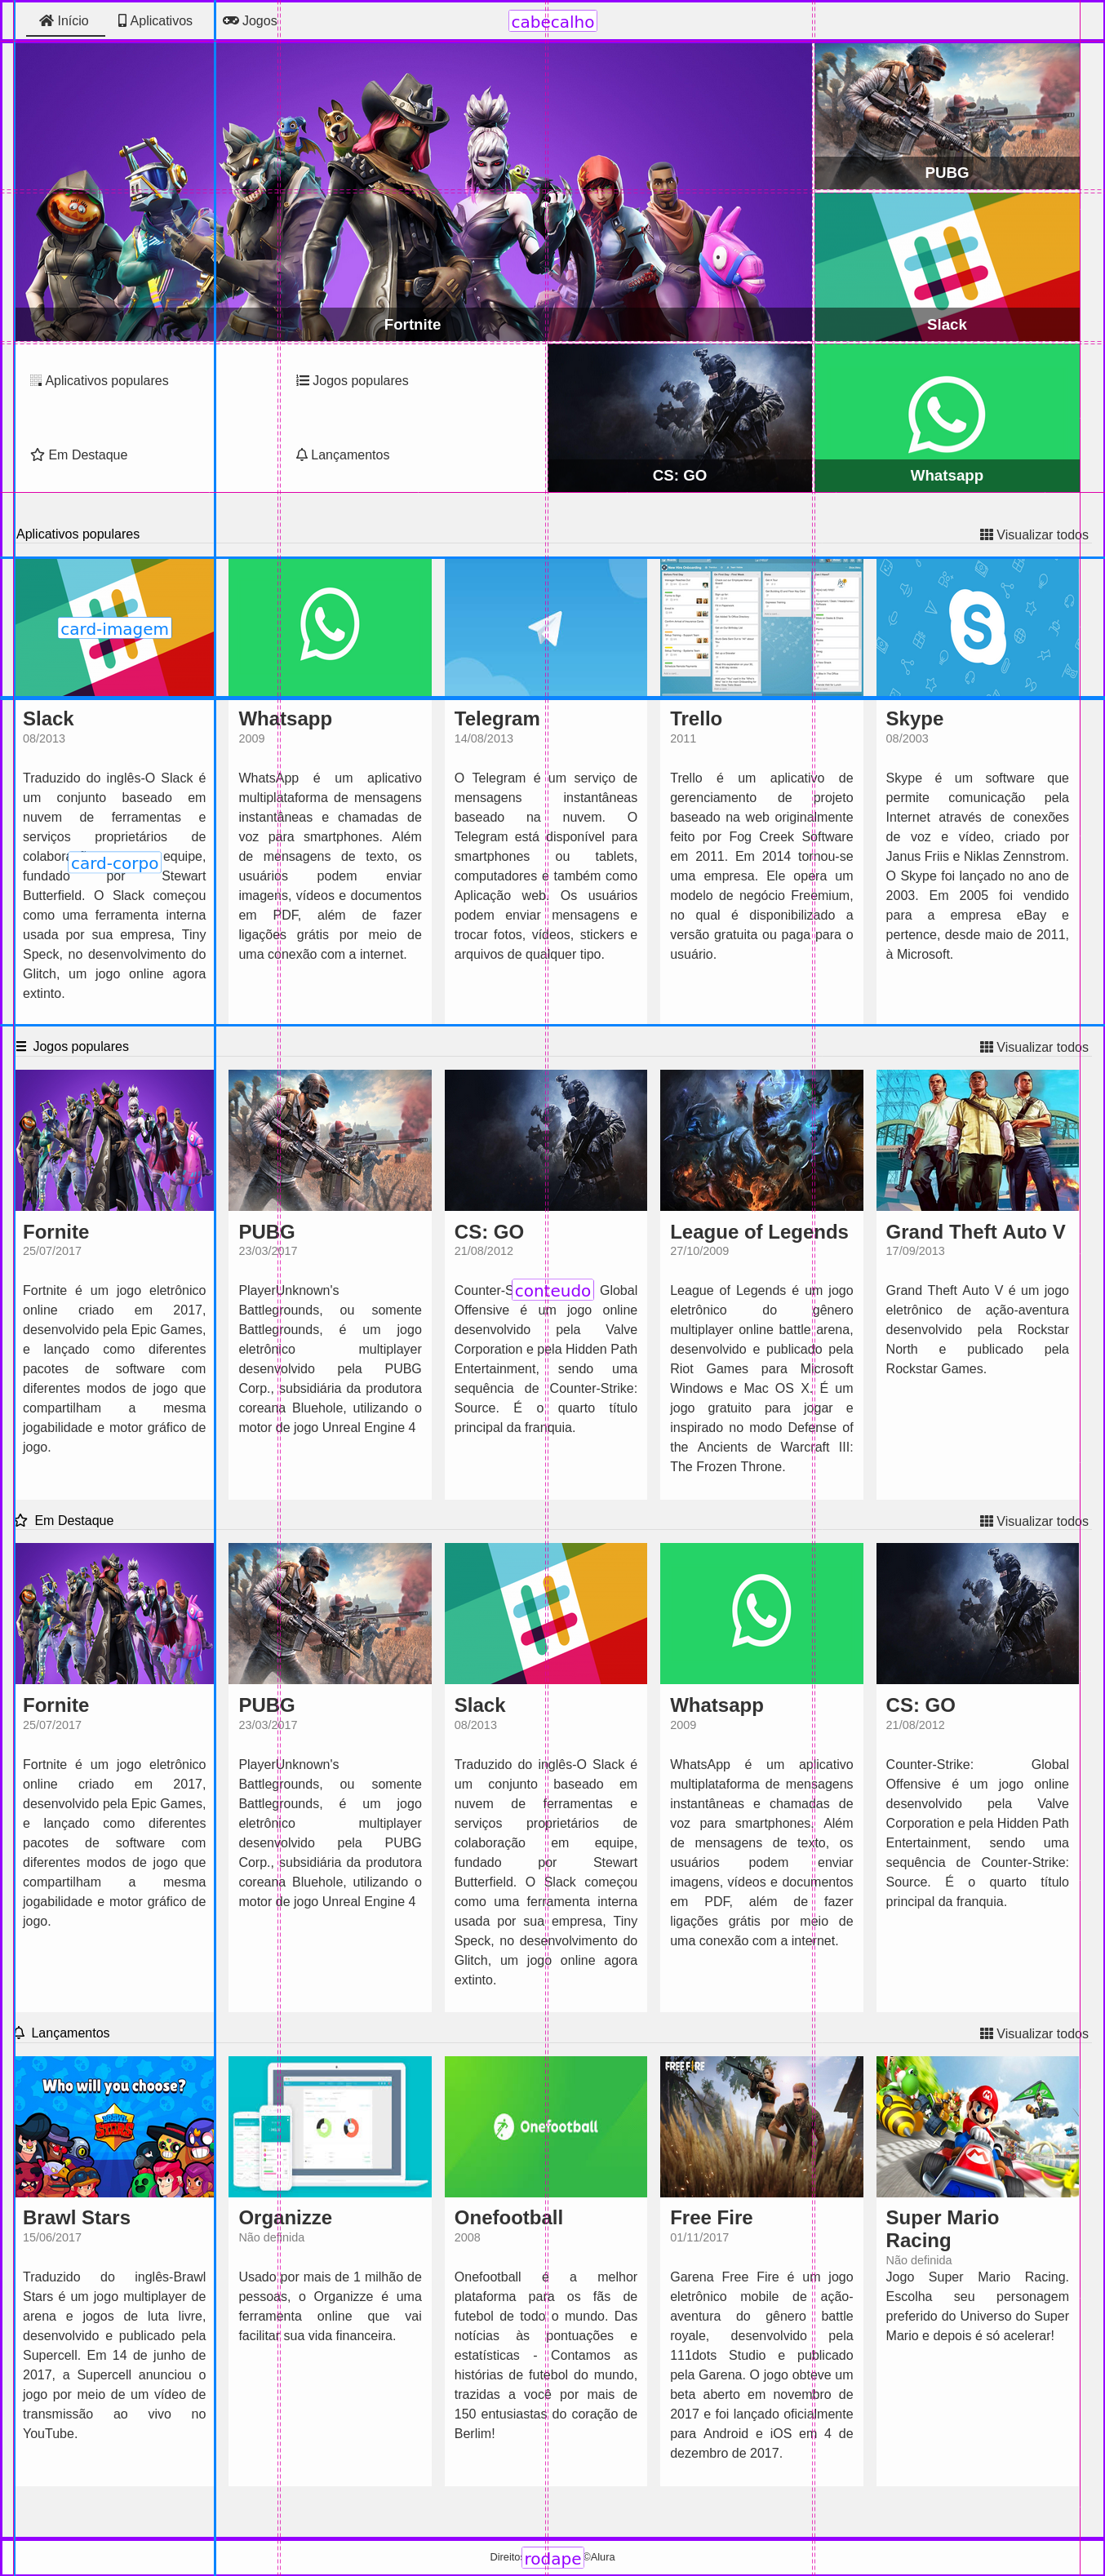 Início
Aplicativos
Jogos
cabecalho
PUBG
Fortnite
Slack
Aplicativos populares
Jogos populares
Em Destaque
Lançamentos
CS: GO
Whatsapp
Aplicativos populares
Visualizar todos
card-imagem
Slack
08/2013
Traduzido do inglês-O Slack é
um conjunto baseado em
nuvem de ferramentas e
serviços proprietários de
equipe,
card-corpo
fundado por Stewart
Butterfield. O Slack começou
como uma ferramenta interna
usada por sua empresa, Tiny
Speck, no desenvolvimento do
Glitch, um jogo online agora
extinto.
Whatsapp
2009
WhatsApp é um aplicativo
multiplataforma de mensagens
instantâneas e chamadas de
voz para smartphones. Além
de mensagens de texto, os
usuários podem enviar
imagens, vídeos e documentos
em PDF, além de fazer
ligações grátis por meio de
uma conexão com a internet.
Telegram
14/08/2013
O Telegram é um serviço de
mensagens instantâneas
baseado na nuvem. O
Telegram está disponível para
smartphones ou tablets,
computadores e também como
Aplicação web. Os usuários
podem enviar mensagens e
trocar fotos, vídeos, stickers e
arquivos de qualquer tipo.
Trello
2011
Trello é um aplicativo de
gerenciamento de projeto
baseado na web originalmente
feito por Fog Creek Software
em 2011. Em 2014 tornou-se
uma empresa. Ele opera um
modelo de negócio Freemium,
no qual é disponibilizado a
versão gratuita ou paga para o
usuário.
Skype
08/2003
Skype é um software que
permite comunicação pela
Internet através de conexões
de voz e vídeo, criado por
Janus Friis e Niklas Zennstrom.
O Skype foi lançado no ano de
2003. Em 2005 foi vendido
para a empresa eBay e
pertence, desde maio de 2011,
à Microsoft.
Jogos populares
Visualizar todos
Fornite
25/07/2017
Fortnite é um jogo eletrônico
online criado em 2017,
desenvolvido pela Epic Games,
e lançado como diferentes
pacotes de software com
diferentes modos de jogo que
compartilham a mesma
jogabilidade e motor gráfico de
jogo.
PUBG
23/03/2017
PlayerUnknown's
Battlegrounds, ou somente
Battlegrounds, é um jogo
eletrônico multiplayer
desenvolvido pela PUBG
Corp., subsidiária da produtora
coreana Bluehole, utilizando o
motor de jogo Unreal Engine 4
CS: GO
21/08/2012
Global
conteudo
Offensive é um jogo online
desenvolvido pela Valve
Corporation e pela Hidden Path
Entertainment, sendo uma
sequência de Counter-Strike:
Source. É o quarto título
principal da franquia.
League of Legends
27/10/2009
League of Legends é um jogo
eletrônico do gênero
multiplayer online battle arena,
desenvolvido e publicado pela
Riot Games para Microsoft
Windows e Mac OS X. É um
jogo gratuito para jogar e
inspirado no modo Defense of
the Ancients de Warcraft III:
The Frozen Throne.
Grand Theft Auto V
17/09/2013
Grand Theft Auto V é um jogo
eletrônico de ação-aventura
desenvolvido pela Rockstar
North e publicado pela
Rockstar Games.
Em Destaque
Visualizar todos
Fornite
25/07/2017
Fortnite é um jogo eletrônico
online criado em 2017,
desenvolvido pela Epic Games,
e lançado como diferentes
pacotes de software com
diferentes modos de jogo que
compartilham a mesma
jogabilidade e motor gráfico de
jogo.
PUBG
23/03/2017
PlayerUnknown's
Battlegrounds, ou somente
Battlegrounds, é um jogo
eletrônico multiplayer
desenvolvido pela PUBG
Corp., subsidiária da produtora
coreana Bluehole, utilizando o
motor de jogo Unreal Engine 4
Slack
08/2013
Traduzido do inglês-O Slack é
um conjunto baseado em
nuvem de ferramentas e
serviços proprietários de
colaboração em equipe,
fundado por Stewart
Butterfield. O Slack começou
como uma ferramenta interna
usada por sua empresa, Tiny
Speck, no desenvolvimento do
Glitch, um jogo online agora
extinto.
Whatsapp
2009
WhatsApp é um aplicativo
multiplataforma de mensagens
instantâneas e chamadas de
voz para smartphones. Além
de mensagens de texto, os
usuários podem enviar
imagens, vídeos e documentos
em PDF, além de fazer
ligações grátis por meio de
uma conexão com a internet.
CS: GO
21/08/2012
Counter-Strike: Global
Offensive é um jogo online
desenvolvido pela Valve
Corporation e pela Hidden Path
Entertainment, sendo uma
sequência de Counter-Strike:
Source. É o quarto título
principal da franquia.
Lançamentos
Visualizar todos
Who will you choose?
BRAWL
STARS
Onefootball
FREE FIRE
Brawl Stars
15/06/2017
Traduzido do inglês-Brawl
Stars é um jogo multiplayer de
arena e jogos de luta livre,
desenvolvido e publicado pela
Supercell. Em 14 de junho de
2017, a Supercell anunciou o
jogo por meio de um vídeo de
transmissão ao vivo no
YouTube.
Organizze
Não definida
Usado por mais de 1 milhão de
pessoas, o Organizze é uma
ferramenta online que vai
facilitar sua vida financeira.
Onefootball
2008
Onefootball é a melhor
plataforma para os fãs de
futebol de todo o mundo. Das
notícias às pontuações e
estatísticas - Contamos as
histórias de futebol do mundo,
trazidas a você por mais de
150 entusiastas do coração de
Berlim!
Free Fire
01/11/2017
Garena Free Fire é um jogo
eletrônico mobile de ação-
aventura do gênero battle
royale, desenvolvido pela
111dots Studio e publicado
pela Garena. O jogo obteve um
beta aberto em novembro de
2017 e foi lançado oficialmente
para Android e iOS em 4 de
dezembro de 2017.
Super Mario
Racing
Não definida
Jogo Super Mario Racing.
Escolha seu personagem
preferido do Universo do Super
Mario e depois é só acelerar!
rodape
©Alura